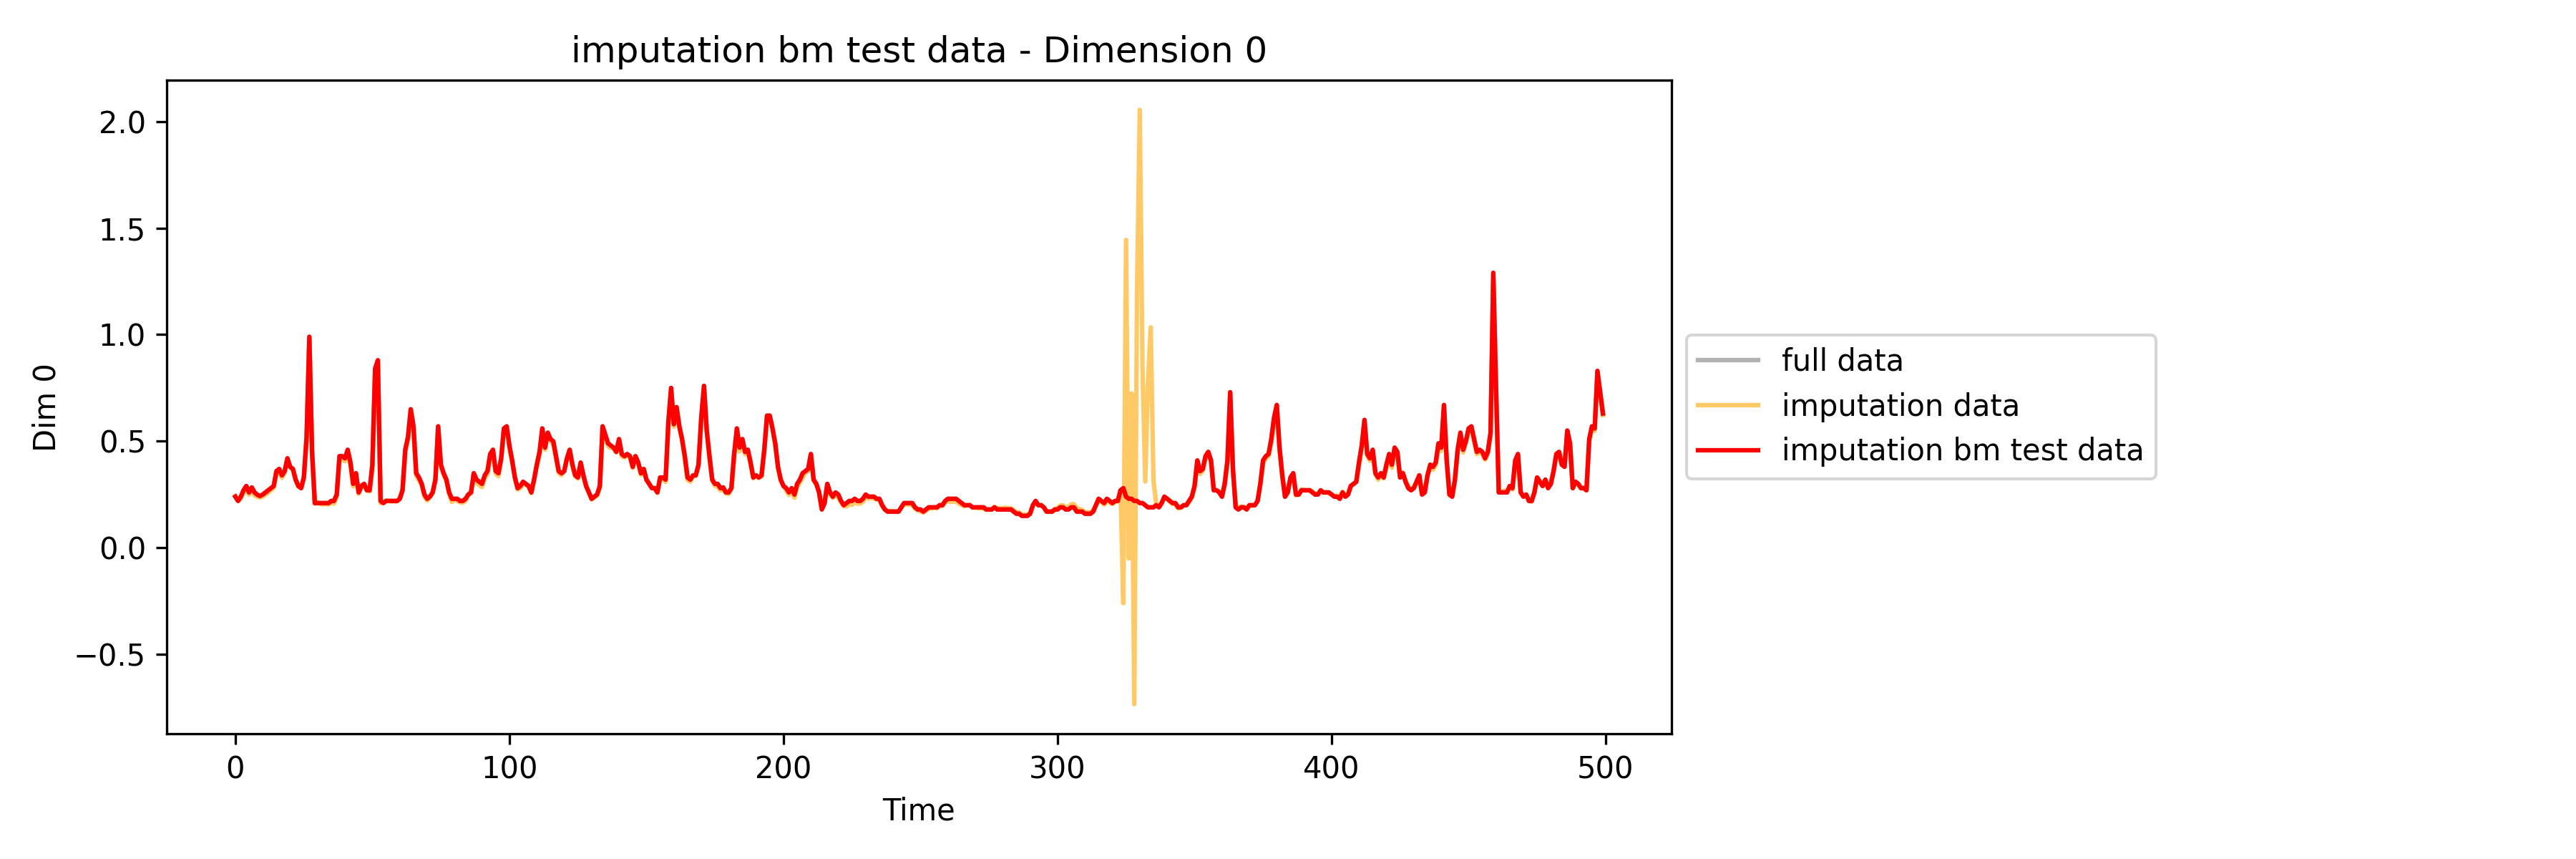 imputation bm test data - Dimension 0
2.0
1.5
1.0
0.5
0.0
−0.5
Dim 0
0 100 200 300 400 500
Time
full data
imputation data
imputation bm test data